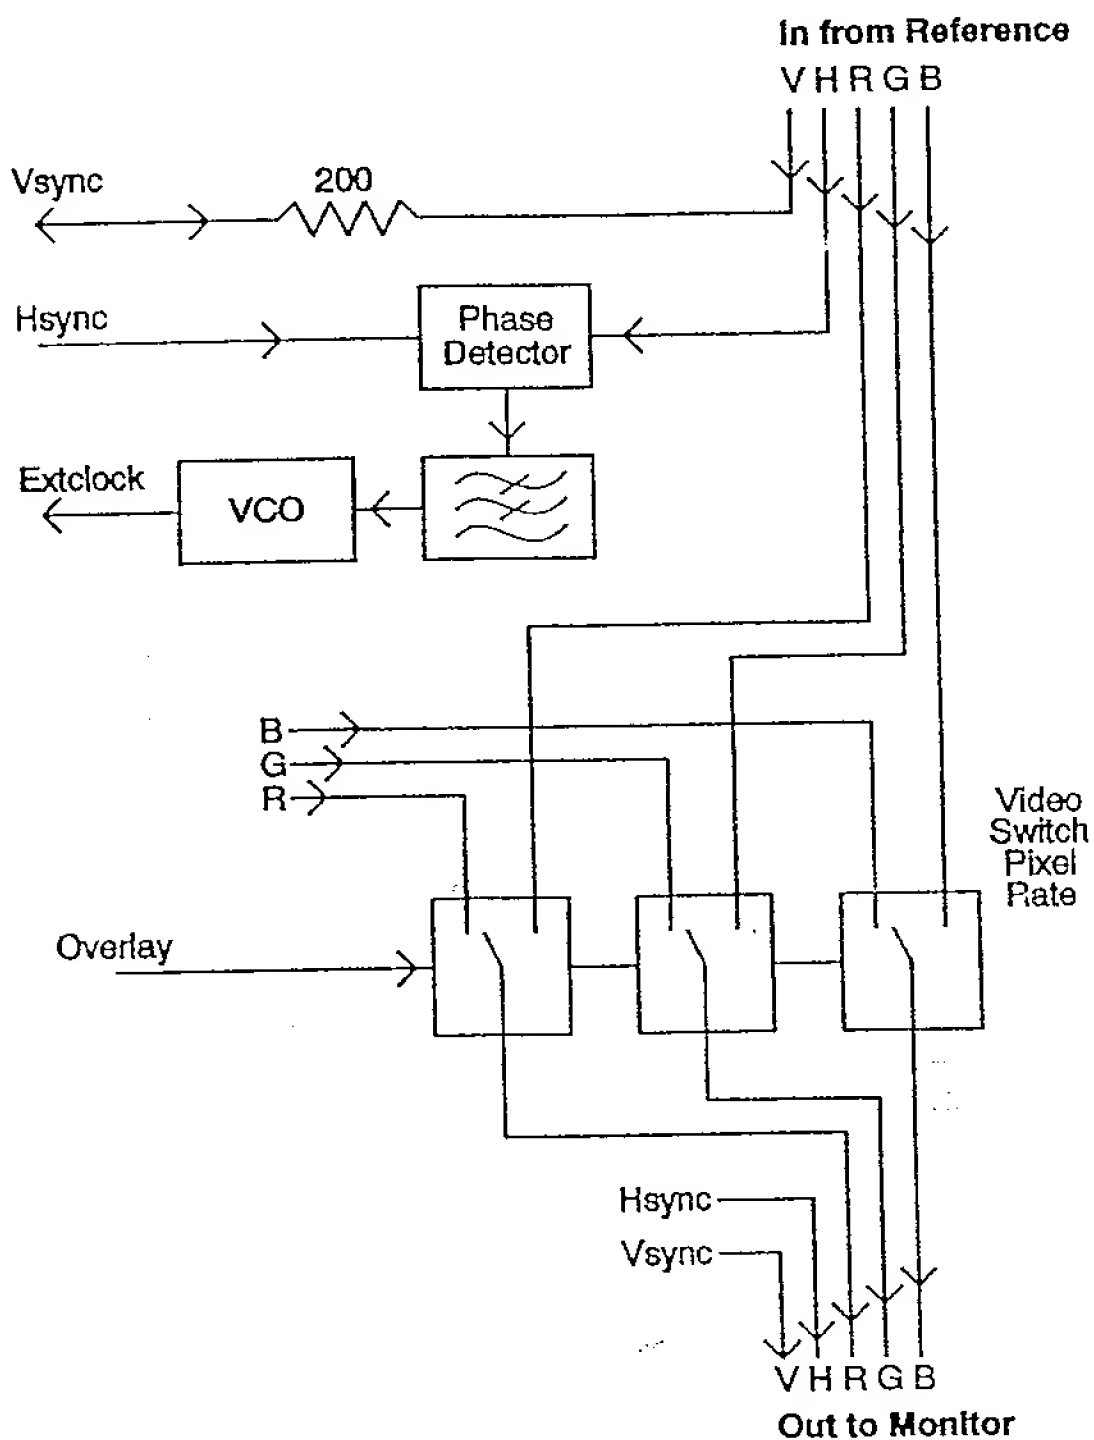 In from Reference
V H R G B
Vsync
200
Hsync
Phase
Detector
Extclock
VCO
B
G
R
Video
Switch
Pixel
Rate
Overlay
Hsync
Vsync
V H R G B
Out to Monitor